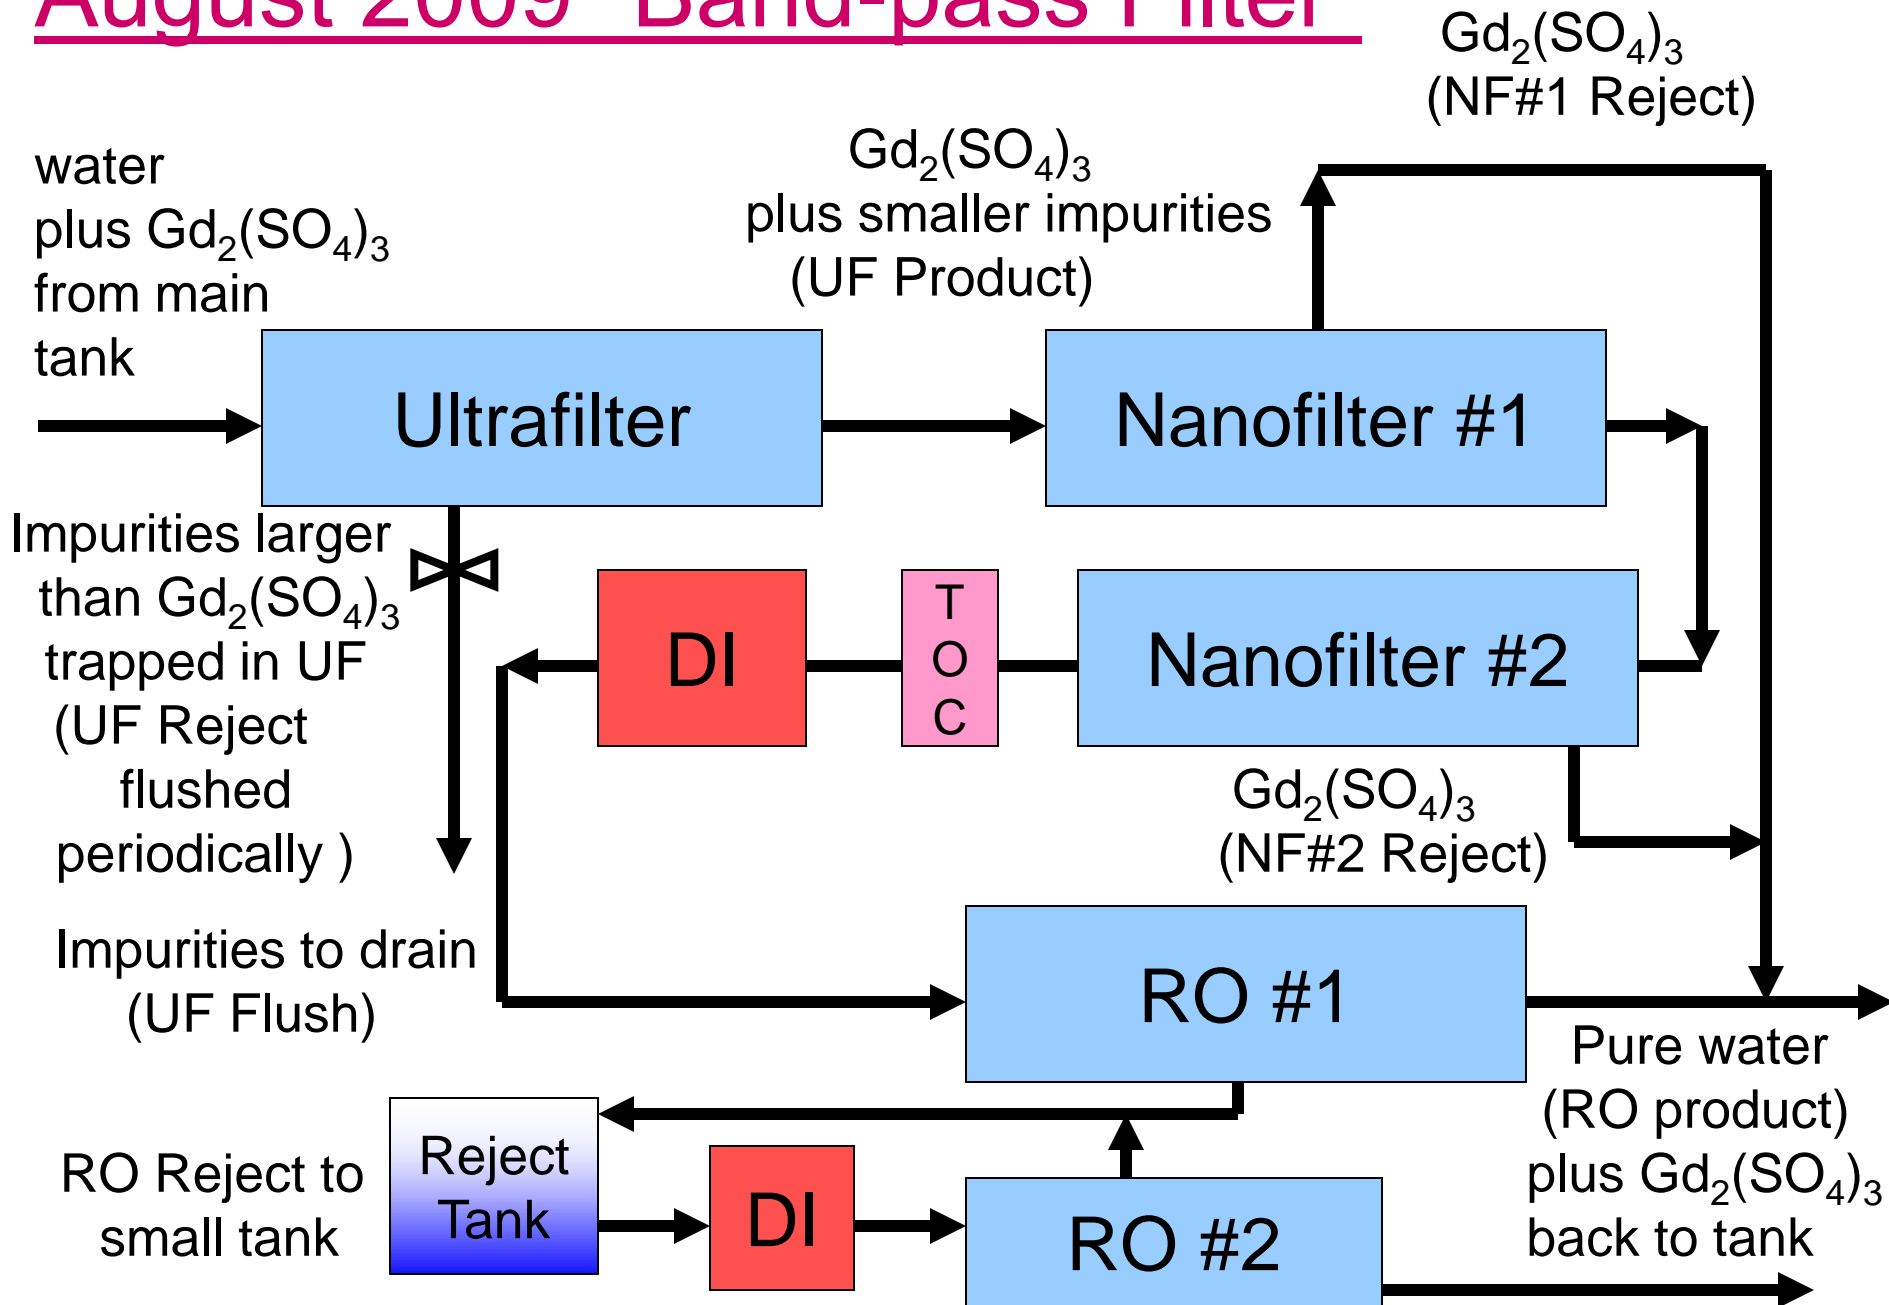 August 2009 "Band-pass Filter"
Gd₂(SO₄)₃
(NF#1 Reject)
water
plus Gd₂(SO₄)₃
from main
tank
Gd₂(SO₄)₃
plus smaller impurities
(UF Product)
Ultrafilter
Nanofilter #1
Impurities larger
than Gd₂(SO₄)₃
trapped in UF
(UF Reject
flushed
periodically )
DI
T
O
C
Nanofilter #2
Gd₂(SO₄)₃
(NF#2 Reject)
Impurities to drain
(UF Flush)
RO #1
Pure water
(RO product)
plus Gd₂(SO₄)₃
back to tank
RO Reject to
small tank
Reject
Tank
DI
RO #2